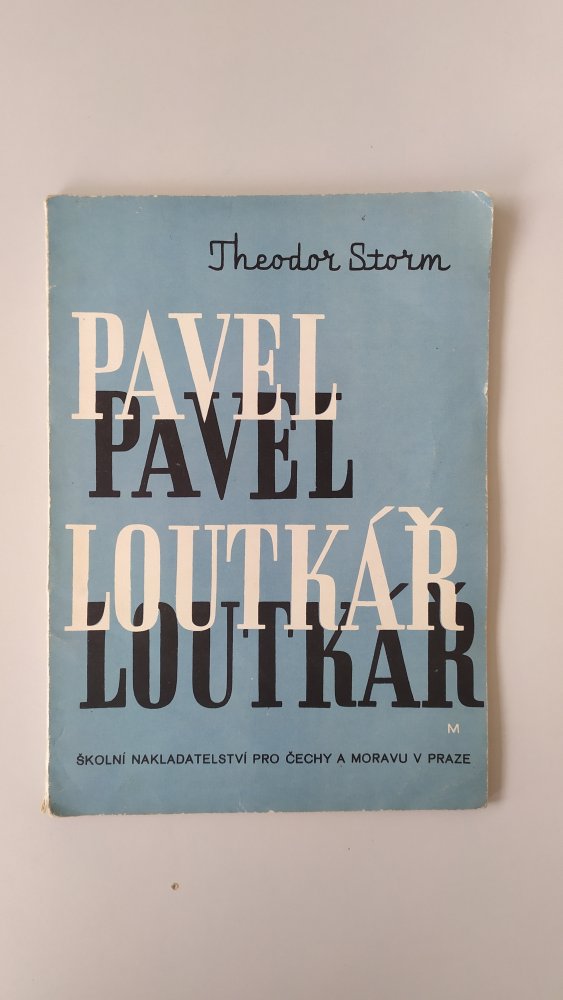 Theodor Storm
PAVEL
PAVEL
LOUTKÁŘ
LOUTKÁŘ
M
ŠKOLNÍ NAKLADATELSTVÍ PRO ČECHY A MORAVU V PRAZE